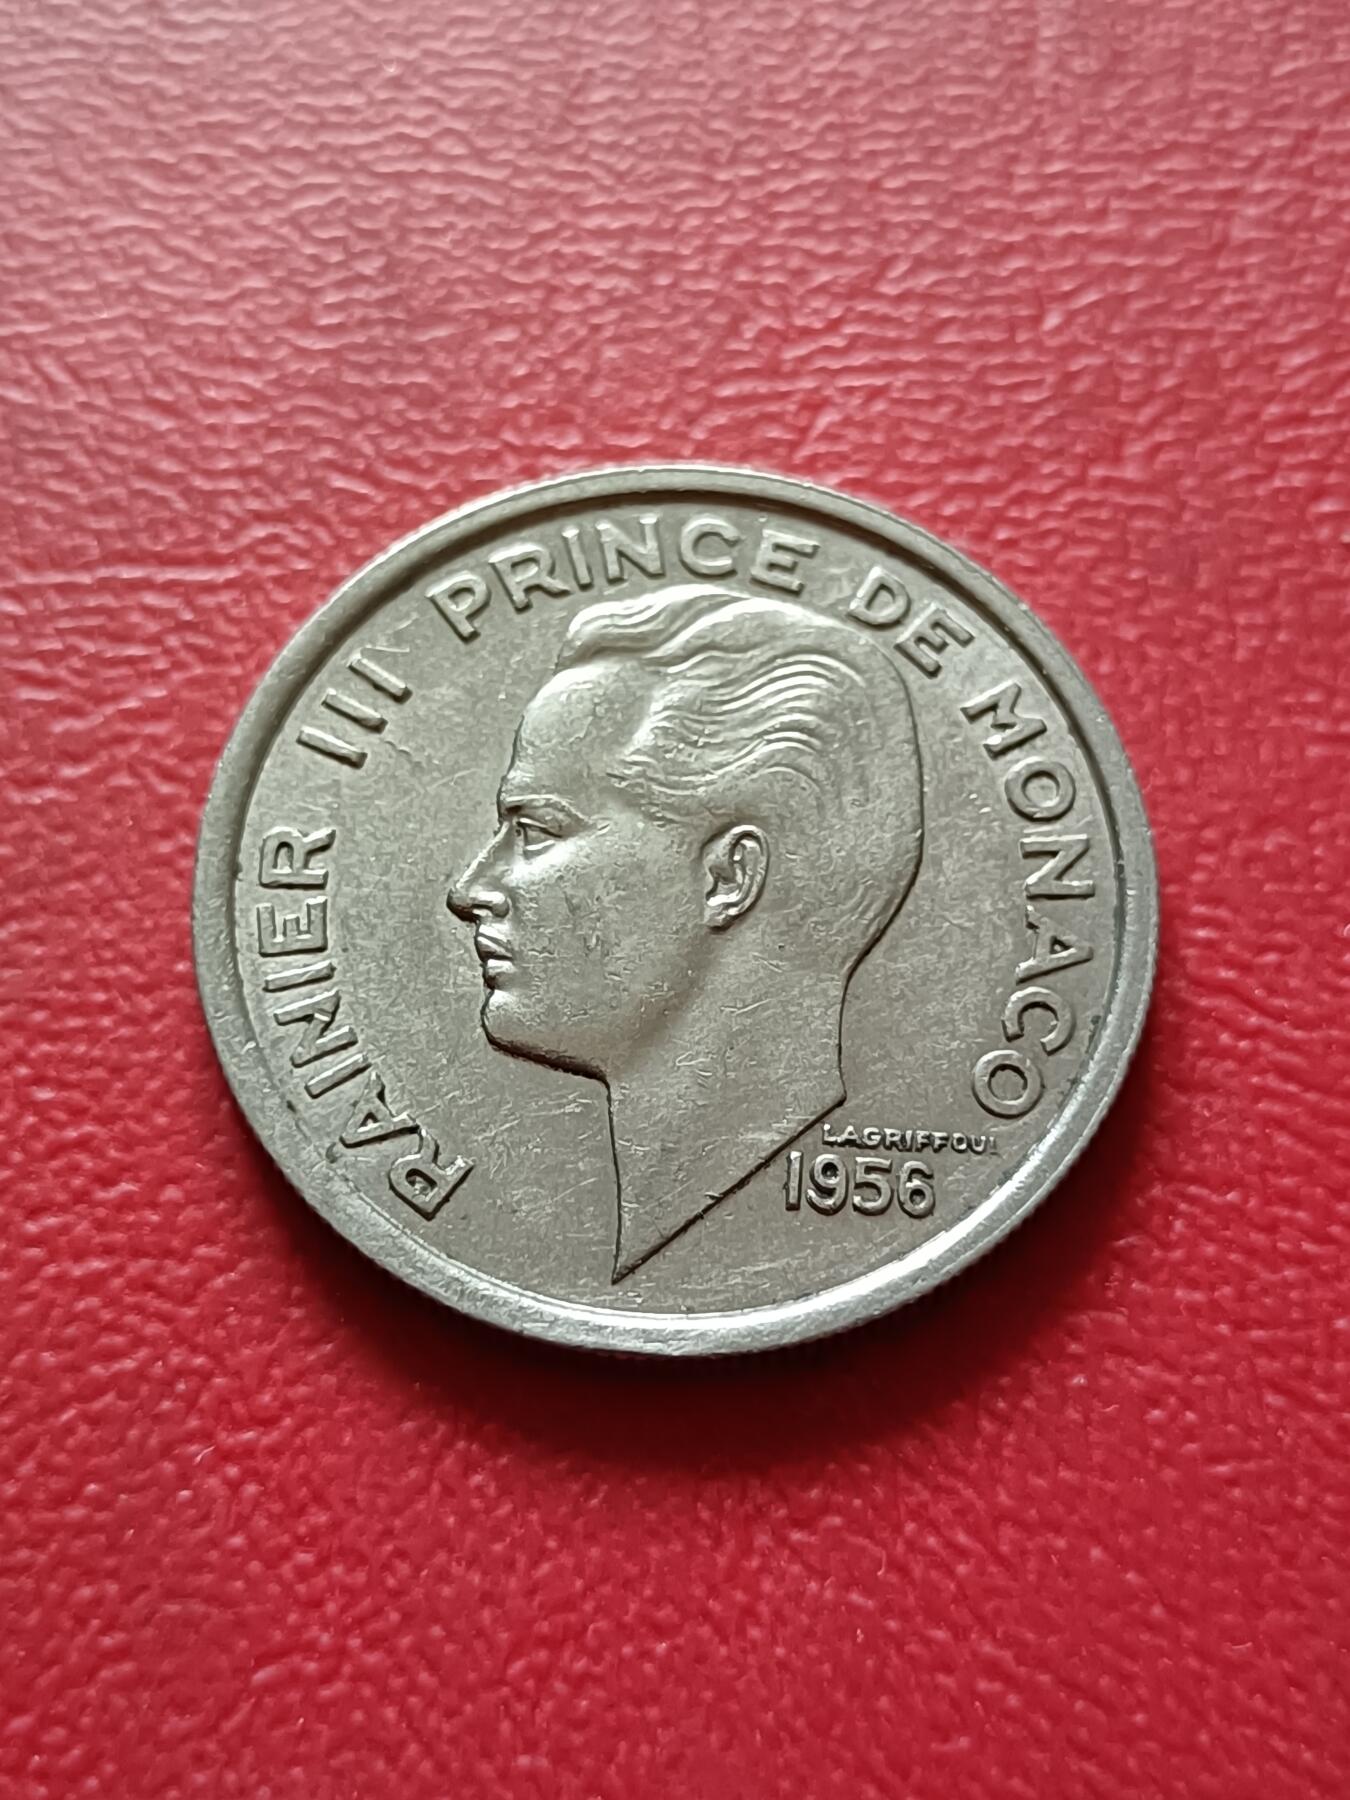 RAINIER III PRINCE DE MONACO
LAGRIFFOUL
1956